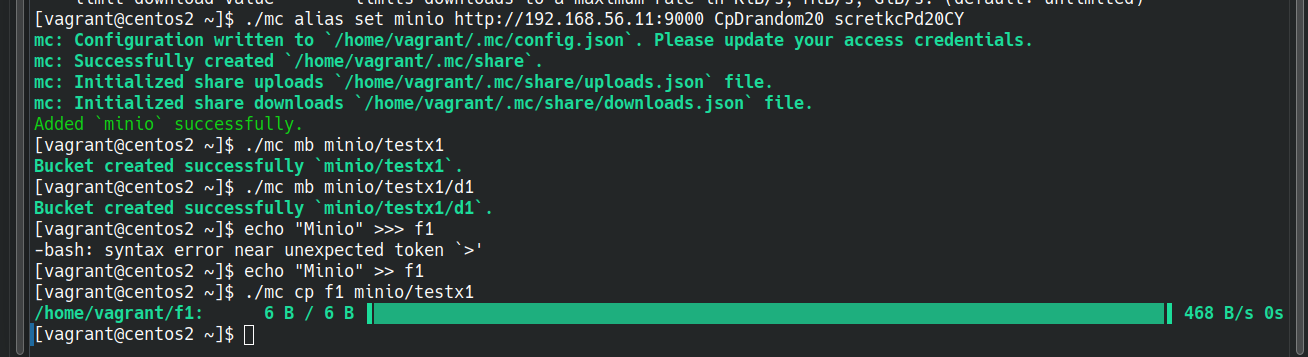 [vagrant@centos2 ~]$ ./mc alias set minio http://192.168.56.11:9000 CpDrandom20 scretkcPd20CY
mc: Configuration written to `/home/vagrant/.mc/config.json`. Please update your access credentials.
mc: Successfully created `/home/vagrant/.mc/share`.
mc: Initialized share uploads `/home/vagrant/.mc/share/uploads.json` file.
mc: Initialized share downloads `/home/vagrant/.mc/share/downloads.json` file.
Added `minio` successfully.
[vagrant@centos2 ~]$ ./mc mb minio/testx1
Bucket created successfully `minio/testx1`.
[vagrant@centos2 ~]$ ./mc mb minio/testx1/d1
Bucket created successfully `minio/testx1/d1`.
[vagrant@centos2 ~]$ echo "Minio" >>> f1
-bash: syntax error near unexpected token `>'
[vagrant@centos2 ~]$ echo "Minio" >> f1
[vagrant@centos2 ~]$ ./mc cp f1 minio/testx1
/home/vagrant/f1: 6 B / 6 B 468 B/s 0s
[vagrant@centos2 ~]$